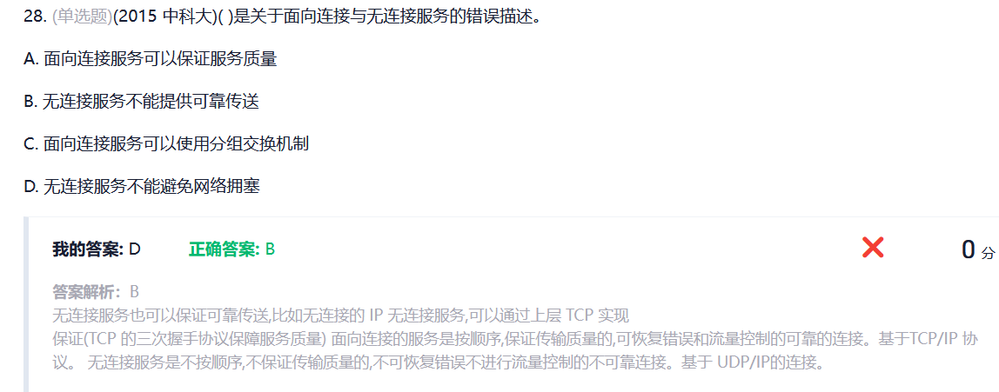 28. (单选题)(2015 中科大)( )是关于面向连接与无连接服务的错误描述。
A. 面向连接服务可以保证服务质量
B. 无连接服务不能提供可靠传送
C. 面向连接服务可以使用分组交换机制
D. 无连接服务不能避免网络拥塞
我的答案: D 正确答案: B 0 分
答案解析：B
无连接服务也可以保证可靠传送,比如无连接的 IP 无连接服务,可以通过上层 TCP 实现
保证(TCP 的三次握手协议保障服务质量) 面向连接的服务是按顺序,保证传输质量的,可恢复错误和流量控制的可靠的连接。基于TCP/IP 协
议。 无连接服务是不按顺序,不保证传输质量的,不可恢复错误不进行流量控制的不可靠连接。基于 UDP/IP的连接。